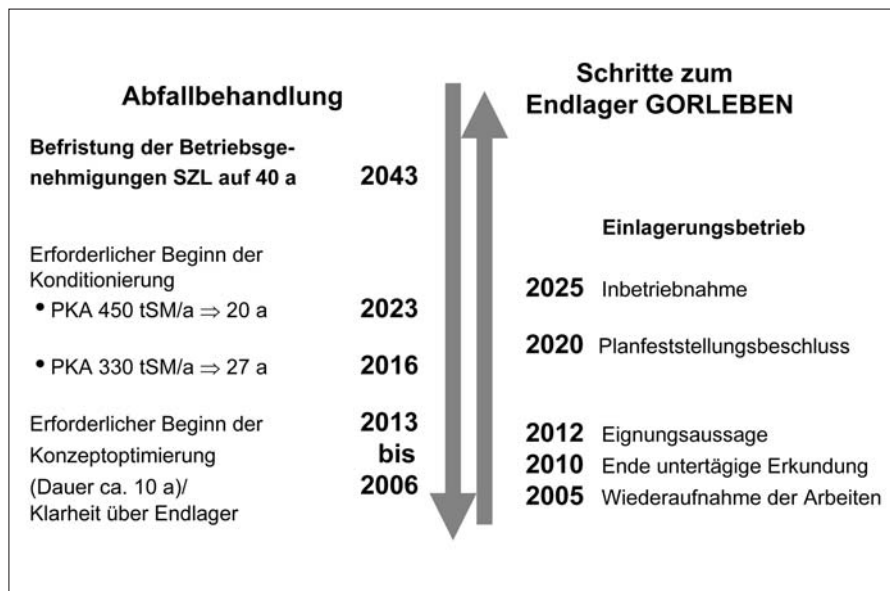 Abfallbehandlung
Befristung der Betriebsge-
nehmigungen SZL auf 40 a 2043
Erforderlicher Beginn der
Konditionierung
• PKA 450 tSM/a ⇒ 20 a 2023
• PKA 330 tSM/a ⇒ 27 a 2016
Erforderlicher Beginn der 2013
Konzeptoptimierung bis
(Dauer ca. 10 a)/ 2006
Klarheit über Endlager
Schritte zum
Endlager GORLEBEN
Einlagerungsbetrieb
2025 Inbetriebnahme
2020 Planfeststellungsbeschluss
2012 Eignungsaussage
2010 Ende untertägige Erkundung
2005 Wiederaufnahme der Arbeiten